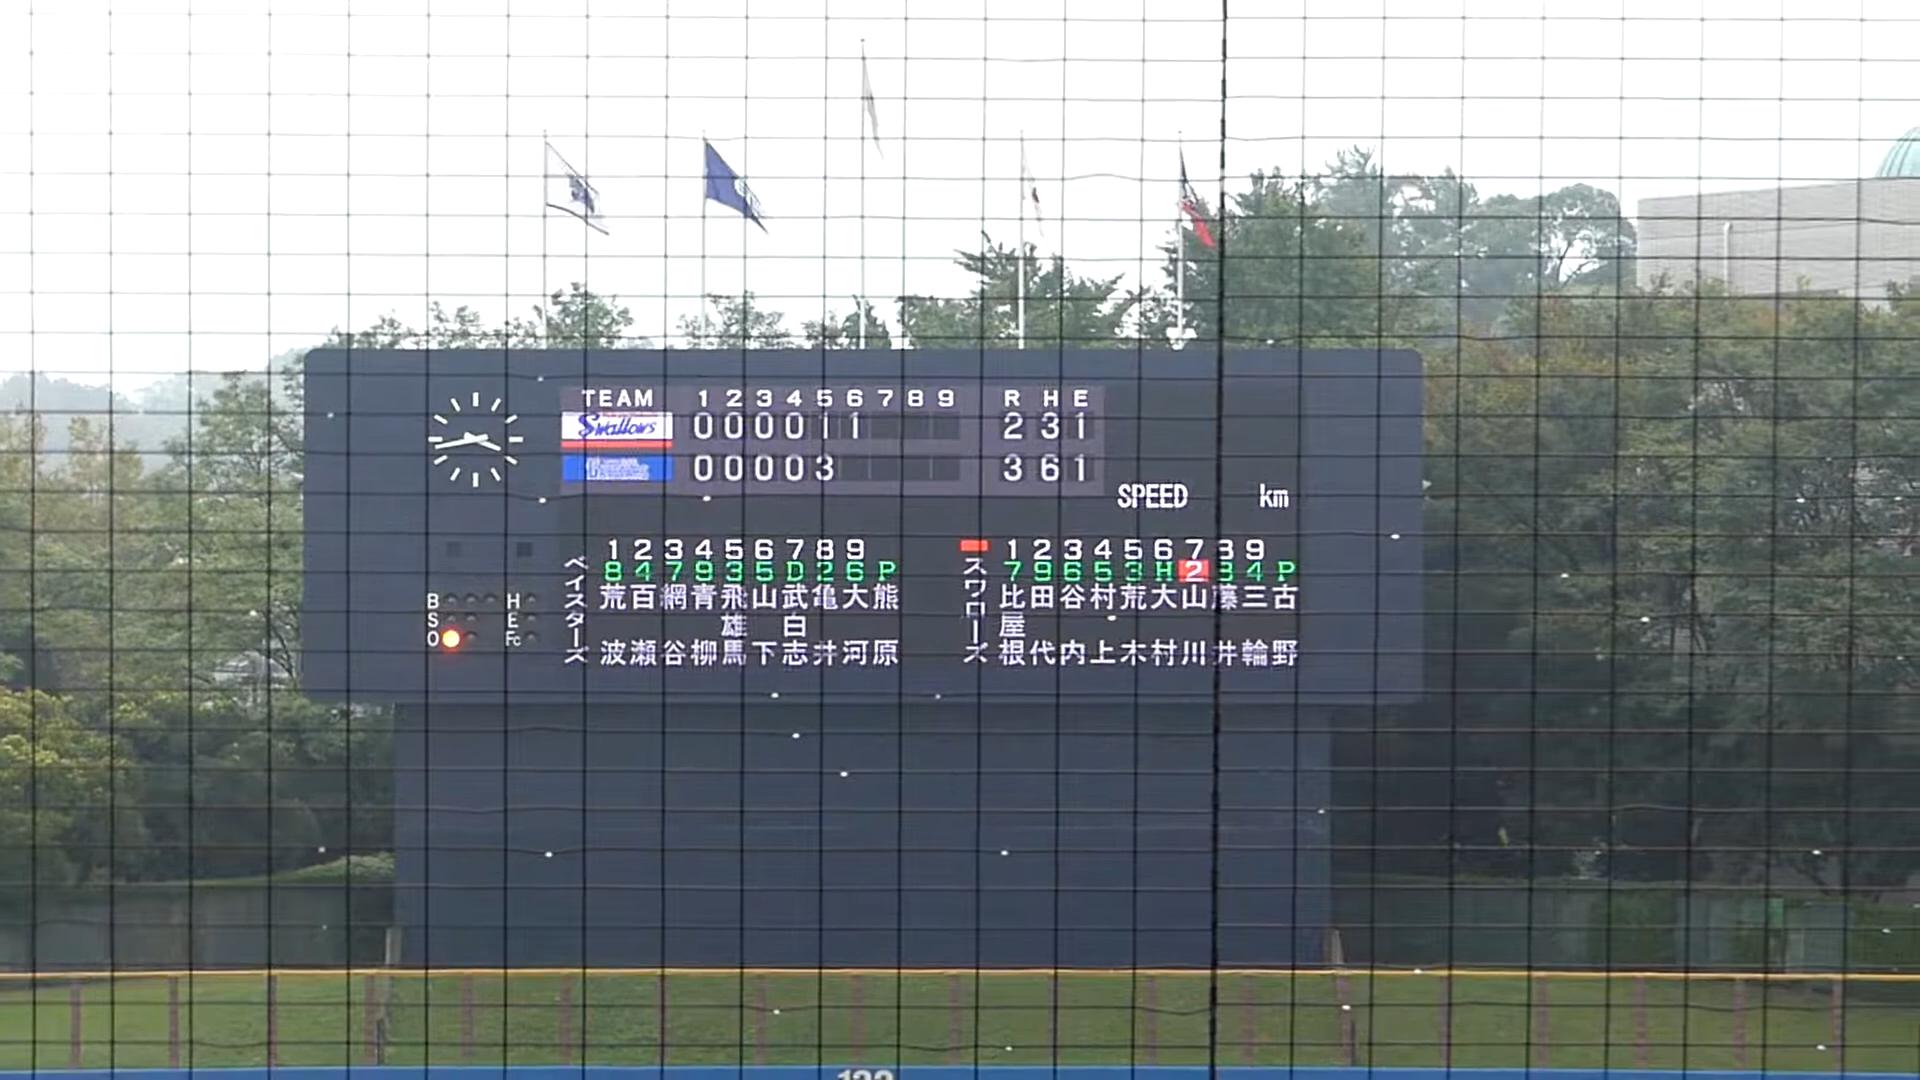 TEAM 1 2 3 4 5 6 7 8 9 R H E
Swallows 0 0 0 0 1 1 2 3 1
0 0 0 0 3 3 6 1
SPEED km
ベイスターズ
1 2 3 4 5 6 7 8 9
8 4 7 9 3 5 D 2 6 P
荒波
百瀬
網谷
青柳
飛雄馬
山下
武白志
亀井
大河
熊原
スワローズ
1 2 3 4 5 6 7 8 9
7 9 6 5 3 H 2 8 4 P
比屋根
田代
谷内
村上
荒木
大村
山川
藤井
三輪
古野
B H
S E
O Fc
122